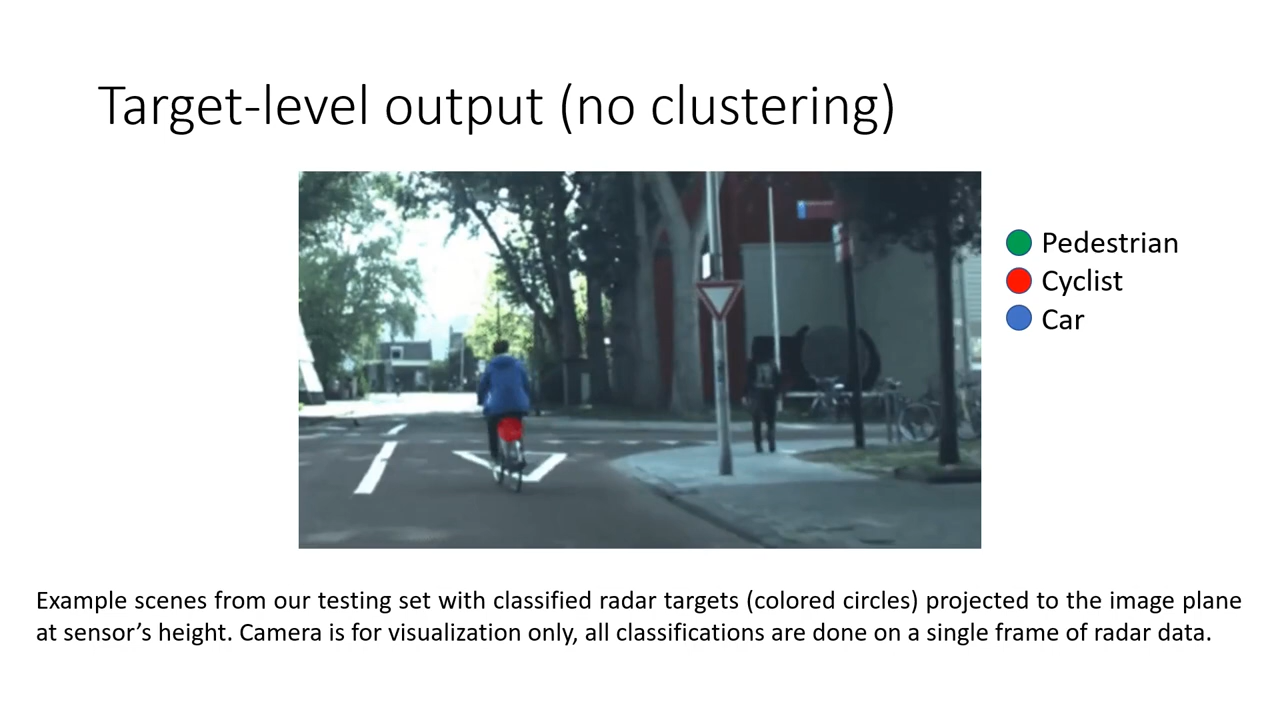 Target-level output (no clustering)
Pedestrian
Cyclist
Car
Example scenes from our testing set with classified radar targets (colored circles) projected to the image plane
at sensor’s height. Camera is for visualization only, all classifications are done on a single frame of radar data.